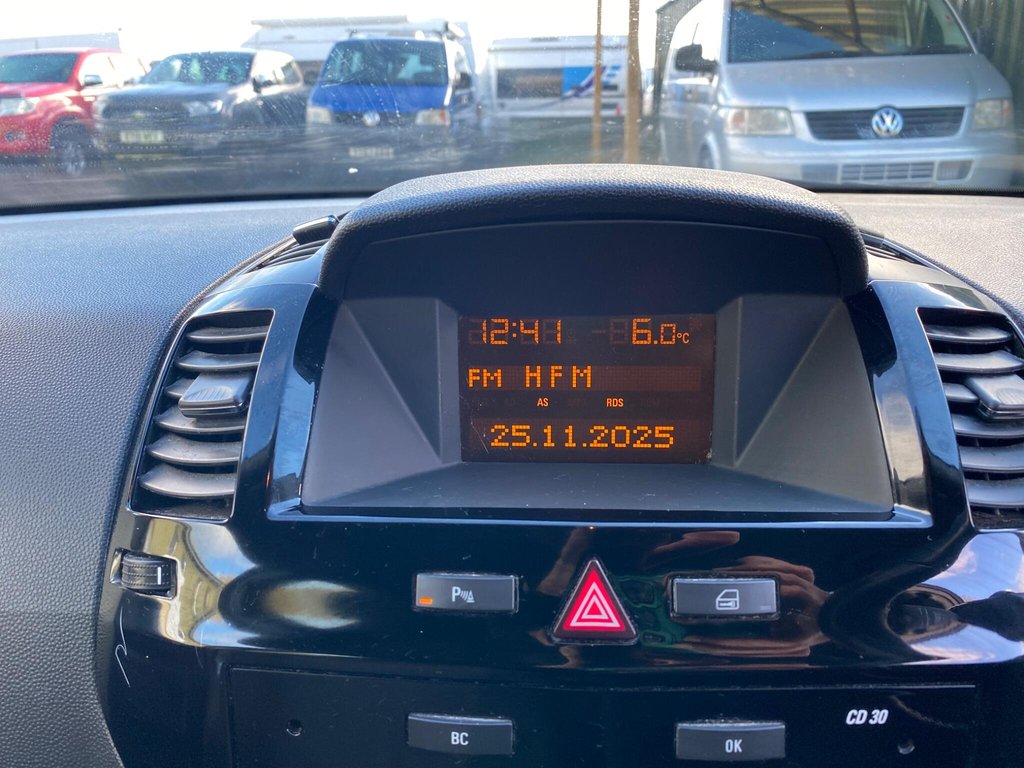 12:41 6.0°C
FM HFM
AS RDS
25.11.2025
P
BC OK
CD 30